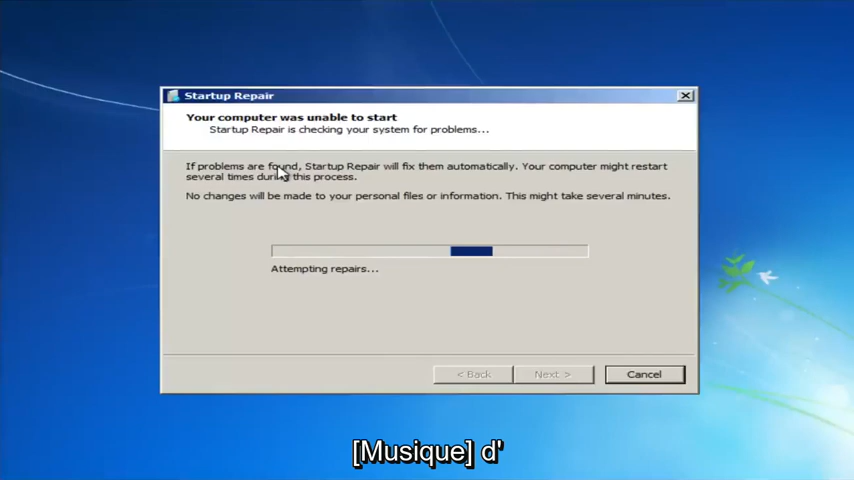 Startup Repair
Your computer was unable to start
Startup Repair is checking your system for problems...
If problems are found, Startup Repair will fix them automatically. Your computer might restart
several times during this process.
No changes will be made to your personal files or information. This might take several minutes.
Attempting repairs...
< Back
Next >
Cancel
[Musique] d'